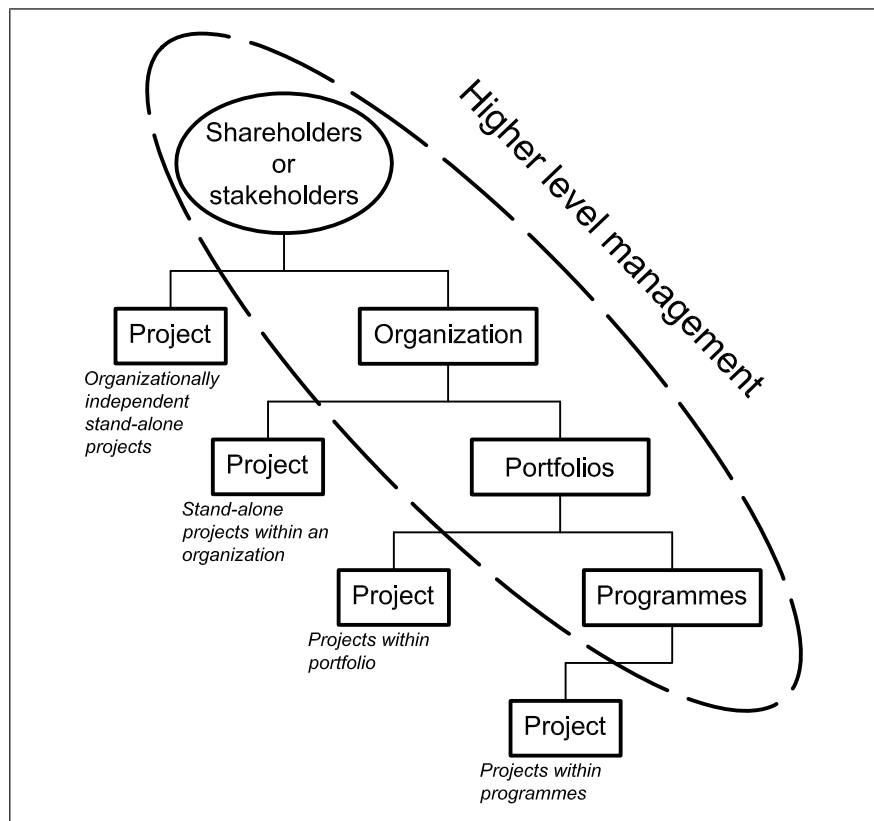 Higher level management
Shareholders
or
stakeholders
Project
Organizationally
independent
stand-alone
projects
Organization
Project
Stand-alone
projects within an
organization
Portfolios
Project
Projects within
portfolio
Programmes
Project
Projects within
programmes